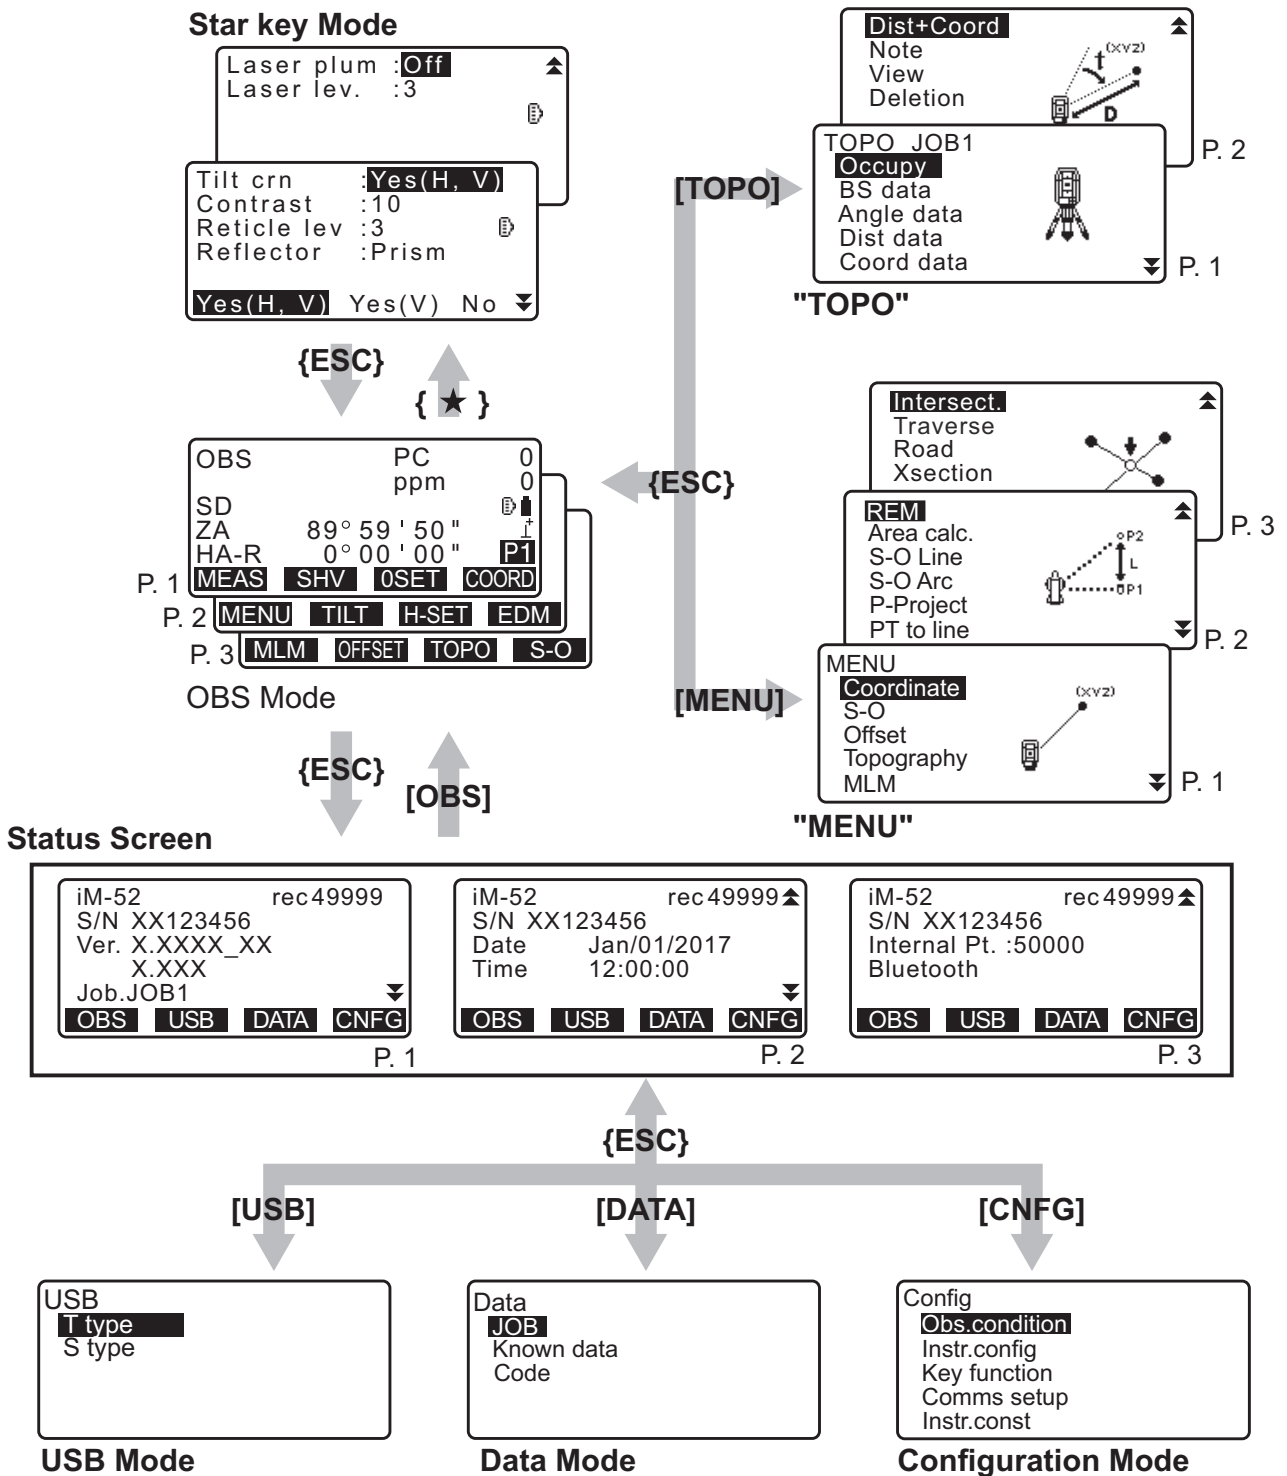 Star key Mode
Laser plum :Off
Laser lev. :3
Tilt crn :Yes(H, V)
Contrast :10
Reticle lev :3
Reflector :Prism
Yes(H, V) Yes(V) No
{ESC}
{ ★ }
OBS PC 0
ppm 0
SD
ZA 89° 59 ' 50 "
HA-R 0° 00 ' 00 " P1
P. 1 MEAS SHV 0SET COORD
P. 2 MENU TILT H-SET EDM
P. 3 MLM OFFSET TOPO S-O
OBS Mode
{ESC}
[OBS]
[TOPO]
{ESC}
[MENU]
Dist+Coord
Note
View
Deletion
(XYZ)
t
D
P. 2
TOPO JOB1
Occupy
BS data
Angle data
Dist data
Coord data
P. 1
"TOPO"
Intersect.
Traverse
Road
Xsection
P. 3
REM
Area calc.
S-O Line
S-O Arc
P-Project
PT to line
P2
L
P1
P. 2
MENU
Coordinate
S-O
Offset
Topography
MLM
(XYZ)
P. 1
"MENU"
Status Screen
iM-52 rec 49999
S/N XX123456
Ver. X.XXXX_XX
X.XXX
Job.JOB1
OBS USB DATA CNFG
P. 1
iM-52 rec 49999
S/N XX123456
Date Jan/01/2017
Time 12:00:00
OBS USB DATA CNFG
P. 2
iM-52 rec 49999
S/N XX123456
Internal Pt. :50000
Bluetooth
OBS USB DATA CNFG
P. 3
{ESC}
[USB] [DATA] [CNFG]
USB
T type
S type
USB Mode
Data
JOB
Known data
Code
Data Mode
Config
Obs.condition
Instr.config
Key function
Comms setup
Instr.const
Configuration Mode